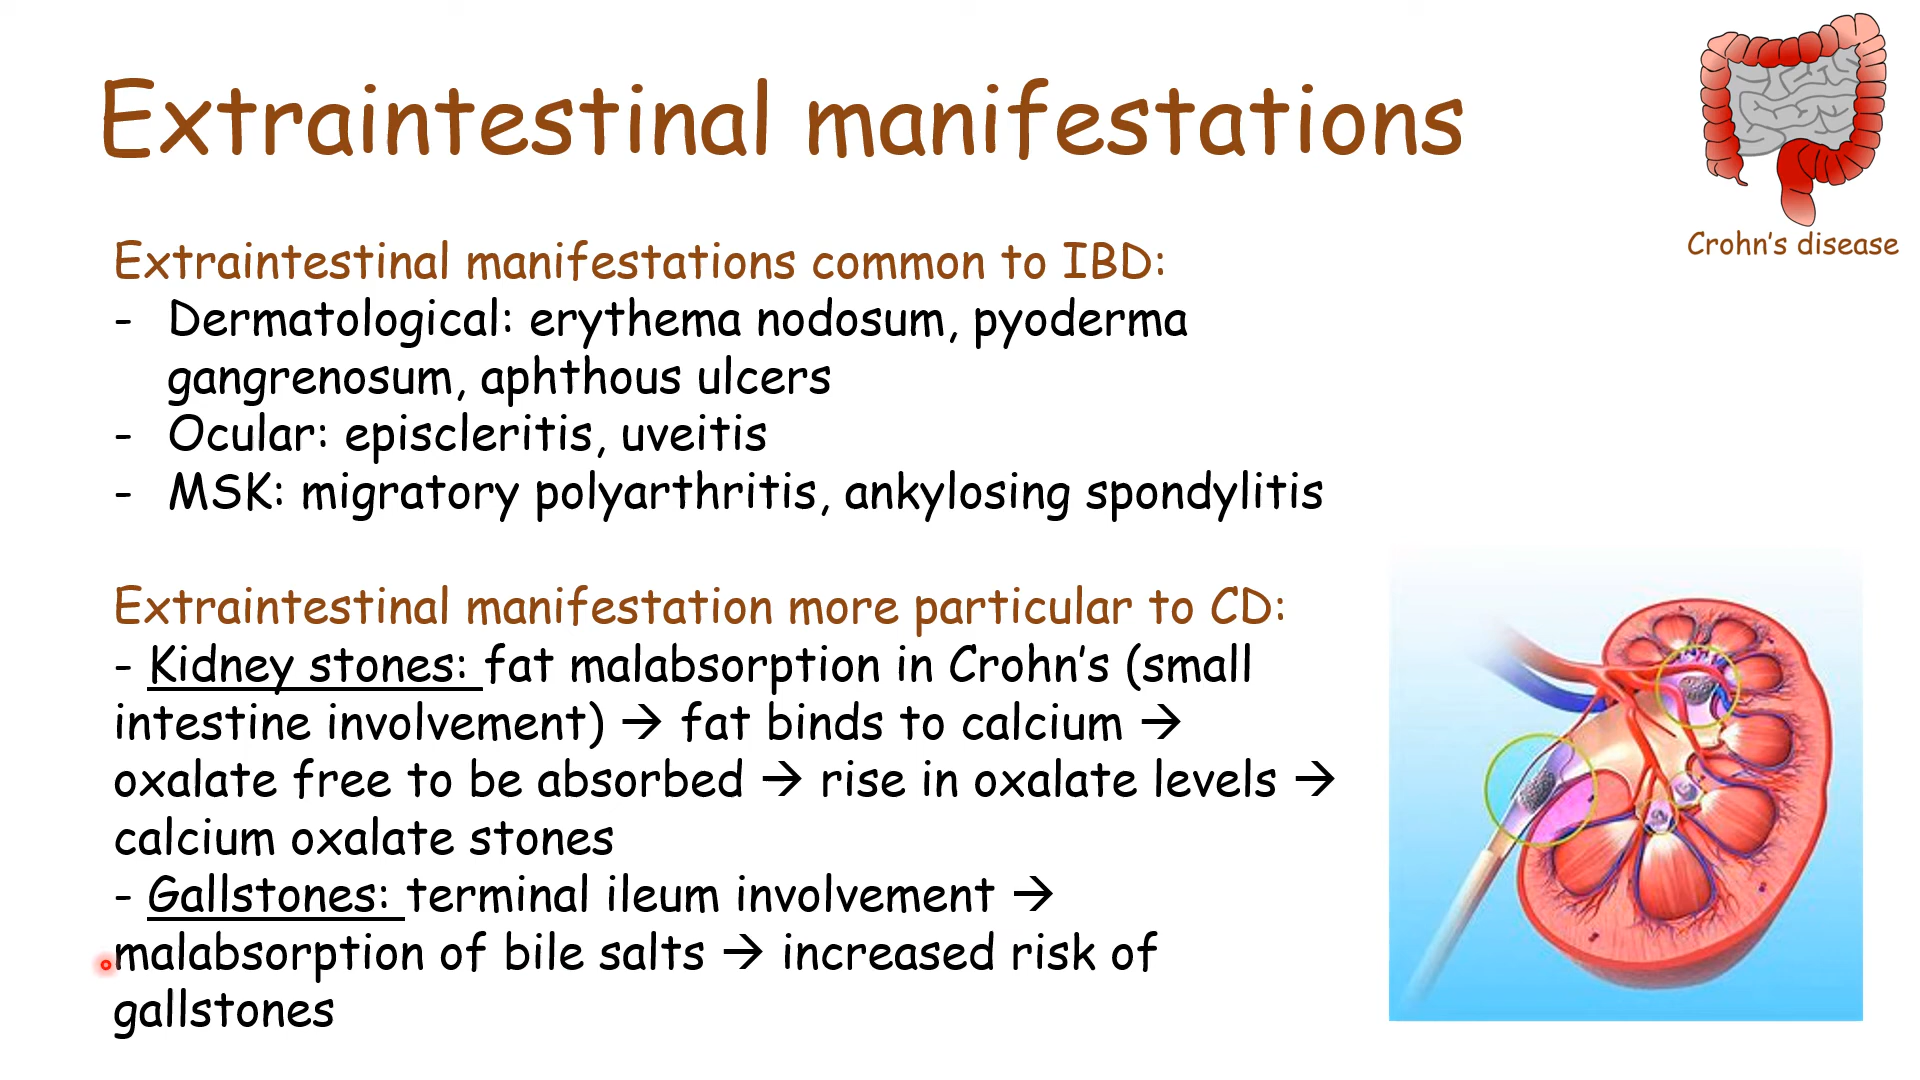 Extraintestinal manifestations
Crohn's disease
Extraintestinal manifestations common to IBD:
- Dermatological: erythema nodosum, pyoderma
gangrenosum, aphthous ulcers
- Ocular: episcleritis, uveitis
- MSK: migratory polyarthritis, ankylosing spondylitis
Extraintestinal manifestation more particular to CD:
- Kidney stones: fat malabsorption in Crohn's (small
intestine involvement) → fat binds to calcium →
oxalate free to be absorbed → rise in oxalate levels →
calcium oxalate stones
- Gallstones: terminal ileum involvement →
malabsorption of bile salts → increased risk of
gallstones